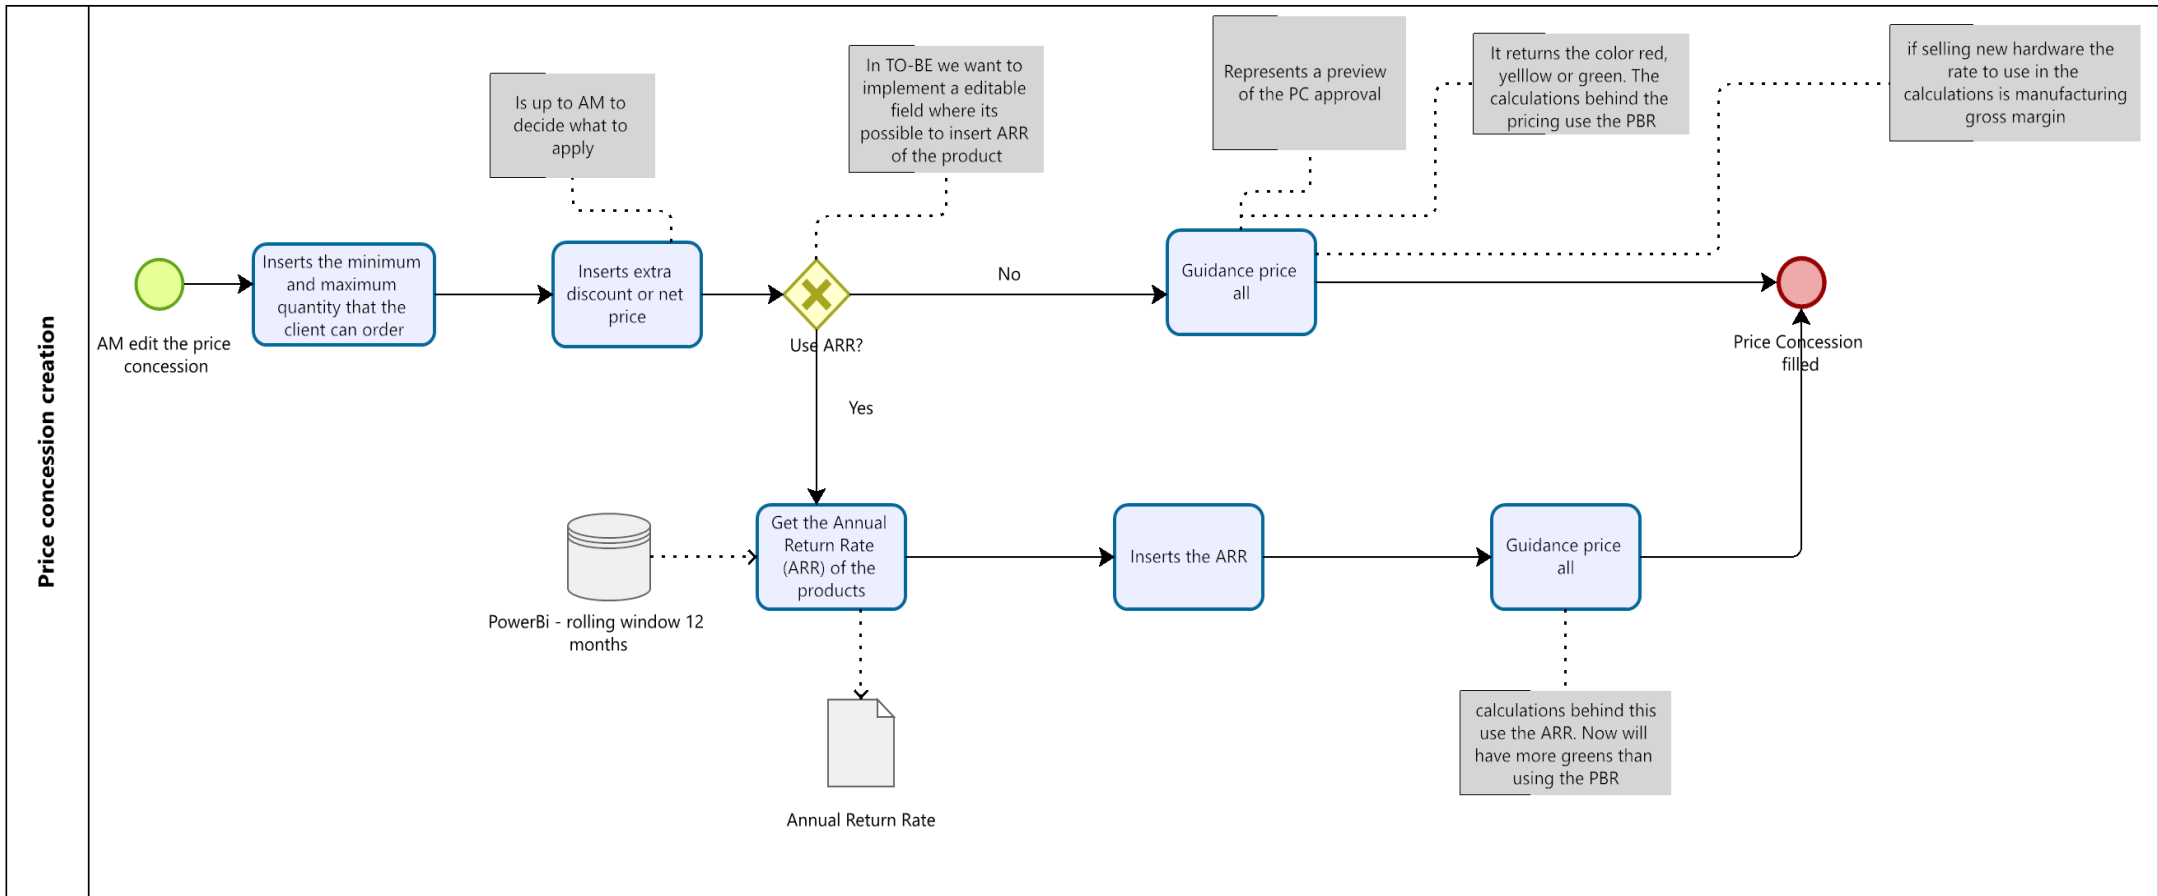 Price concession creation
AM edit the price
concession
Inserts the minimum
and maximum
quantity that the
client can order
Is up to AM to
decide what to
apply
Inserts extra
discount or net
price
In TO-BE we want to
implement a editable
field where its
possible to insert ARR
of the product
Use ARR?
No
Yes
Represents a preview
of the PC approval
It returns the color red,
yelllow or green. The
calculations behind the
pricing use the PBR
if selling new hardware the
rate to use in the
calculations is manufacturing
gross margin
Guidance price
all
Price Concession
filled
PowerBi - rolling window 12
months
Get the Annual
Return Rate
(ARR) of the
products
Annual Return Rate
Inserts the ARR
Guidance price
all
calculations behind this
use the ARR. Now will
have more greens than
using the PBR